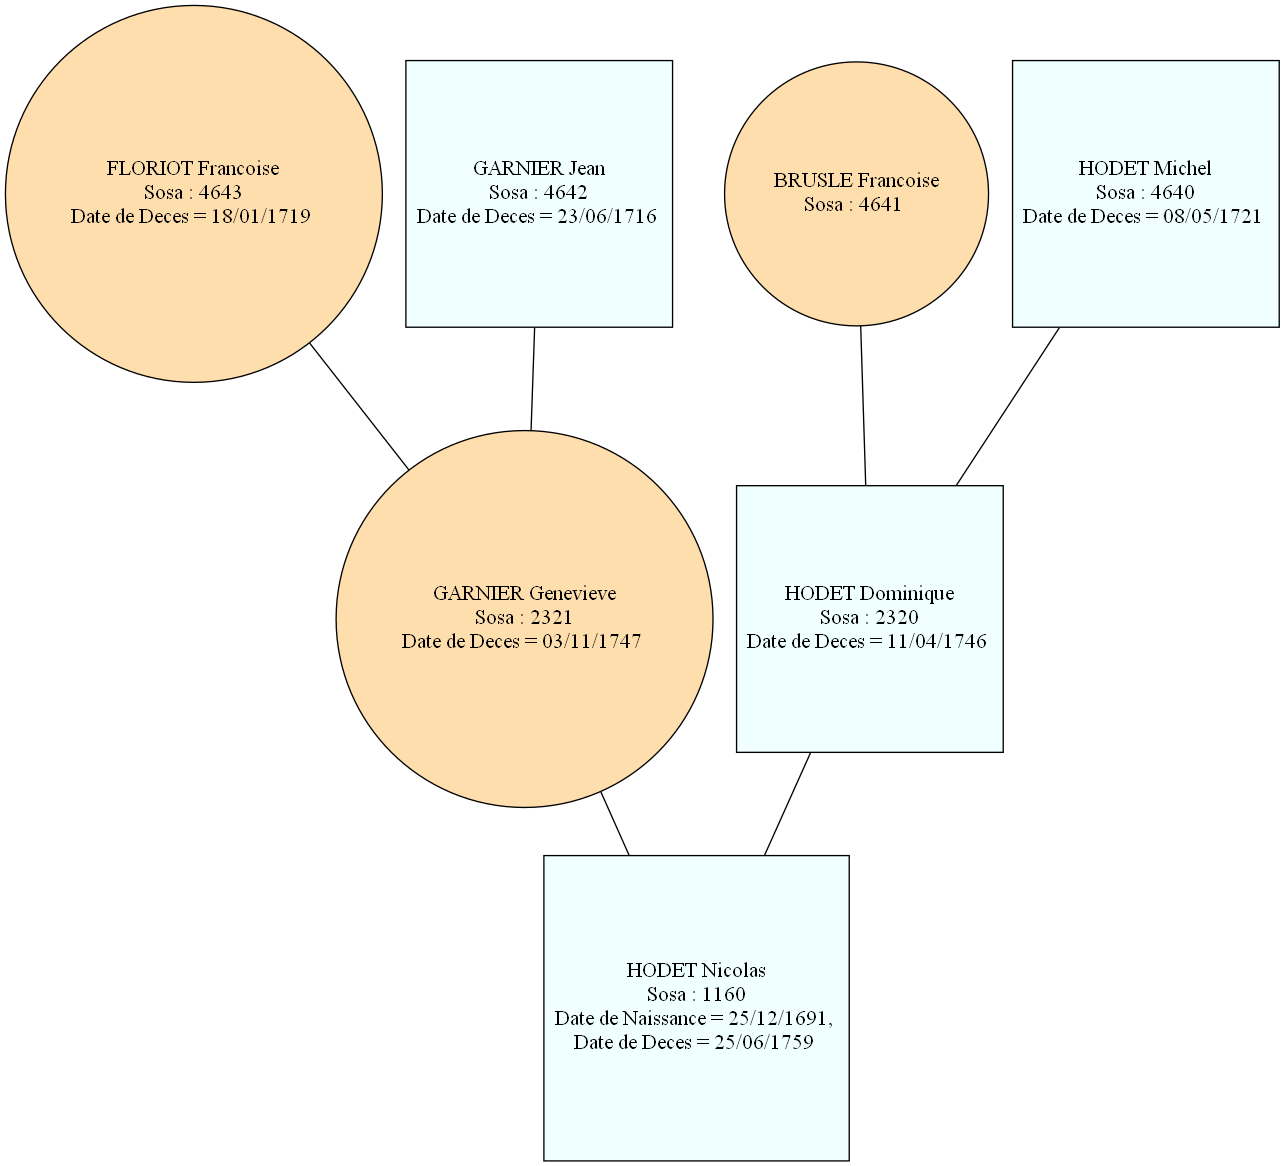 FLORIOT Francoise
Sosa : 4643
Date de Deces = 18/01/1719
GARNIER Jean
Sosa : 4642
Date de Deces = 23/06/1716
BRUSLE Francoise
Sosa : 4641
HODET Michel
Sosa : 4640
Date de Deces = 08/05/1721
GARNIER Genevieve
Sosa : 2321
Date de Deces = 03/11/1747
HODET Dominique
Sosa : 2320
Date de Deces = 11/04/1746
HODET Nicolas
Sosa : 1160
Date de Naissance = 25/12/1691,
Date de Deces = 25/06/1759